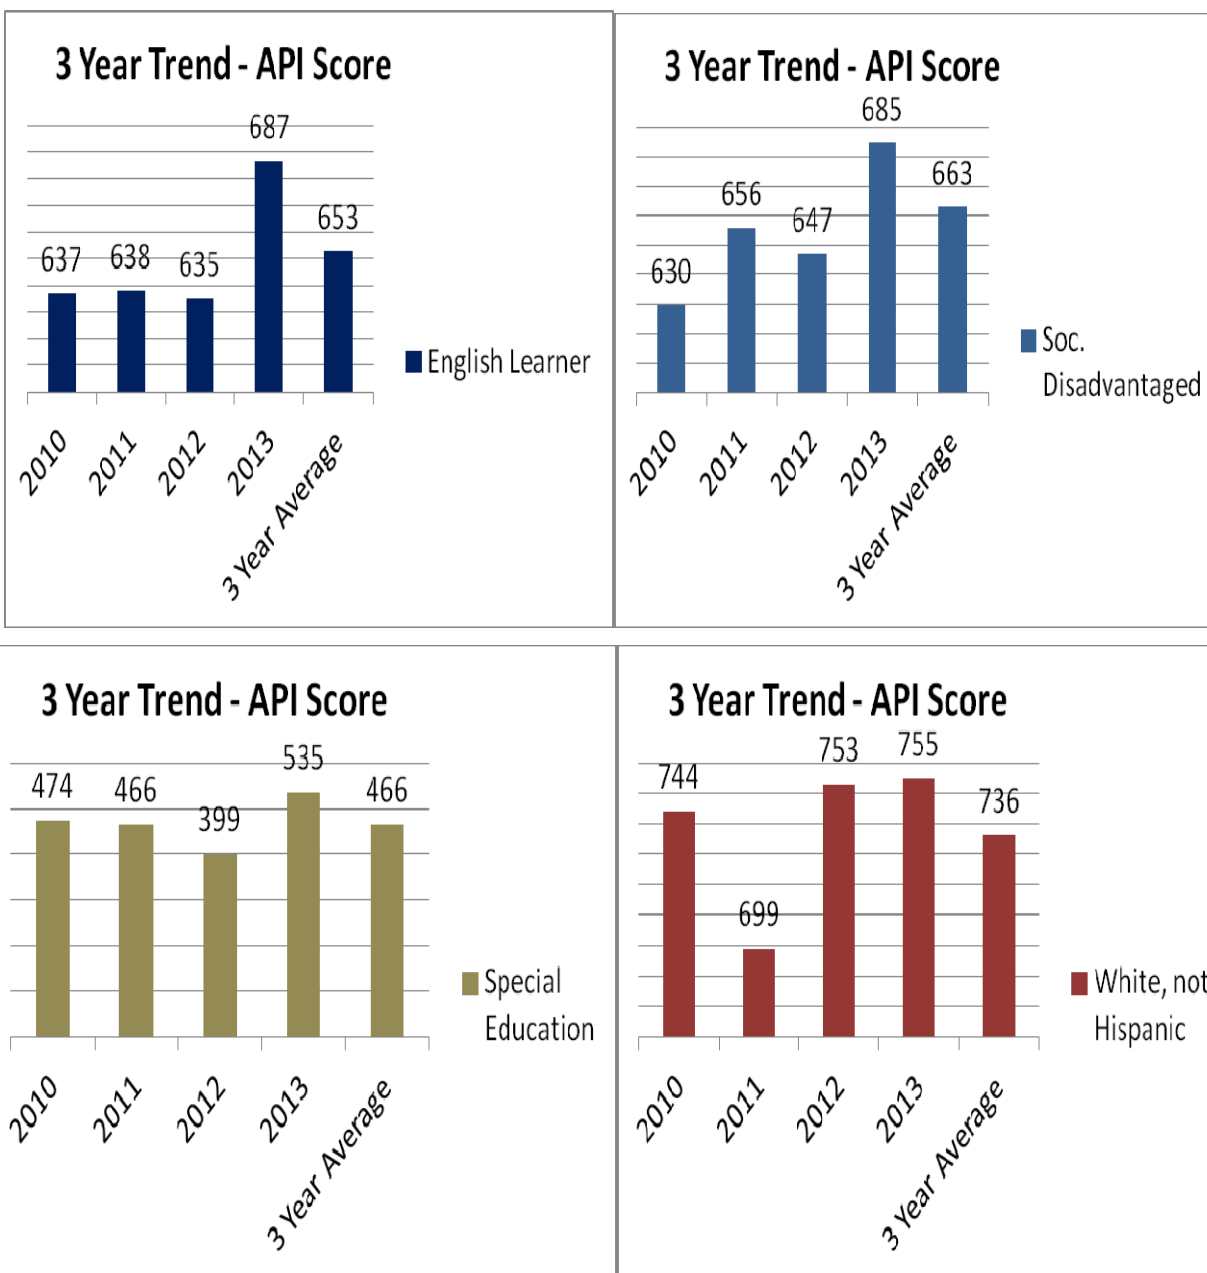 3 Year Trend - API Score
687
653
637
638
635
English Learner
2010
2011
2012
2013
3 Year Average
3 Year Trend - API Score
685
663
656
647
630
Soc.
Disadvantaged
2010
2011
2012
2013
3 Year Average
3 Year Trend - API Score
535
474
466
399
466
Special
Education
2010
2011
2012
2013
3 Year Average
3 Year Trend - API Score
744
753
755
736
699
White, not
Hispanic
2010
2011
2012
2013
3 Year Average